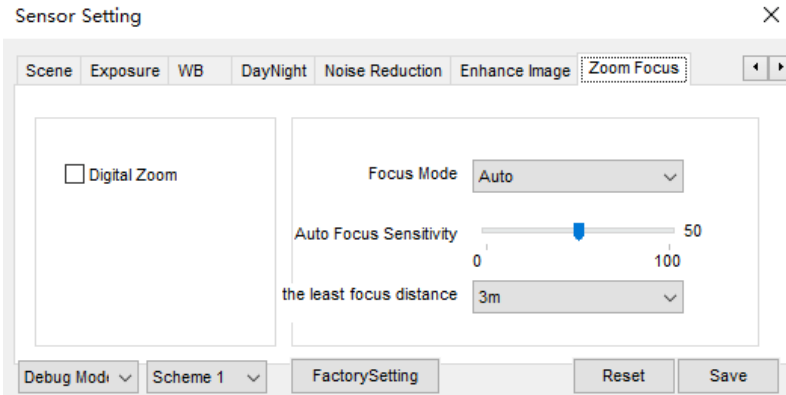 Sensor Setting
Scene Exposure WB DayNight Noise Reduction Enhance Image Zoom Focus
Digital Zoom
Focus Mode Auto
Auto Focus Sensitivity 50
0 100
the least focus distance 3m
Debug Mod Scheme 1 FactorySetting Reset Save